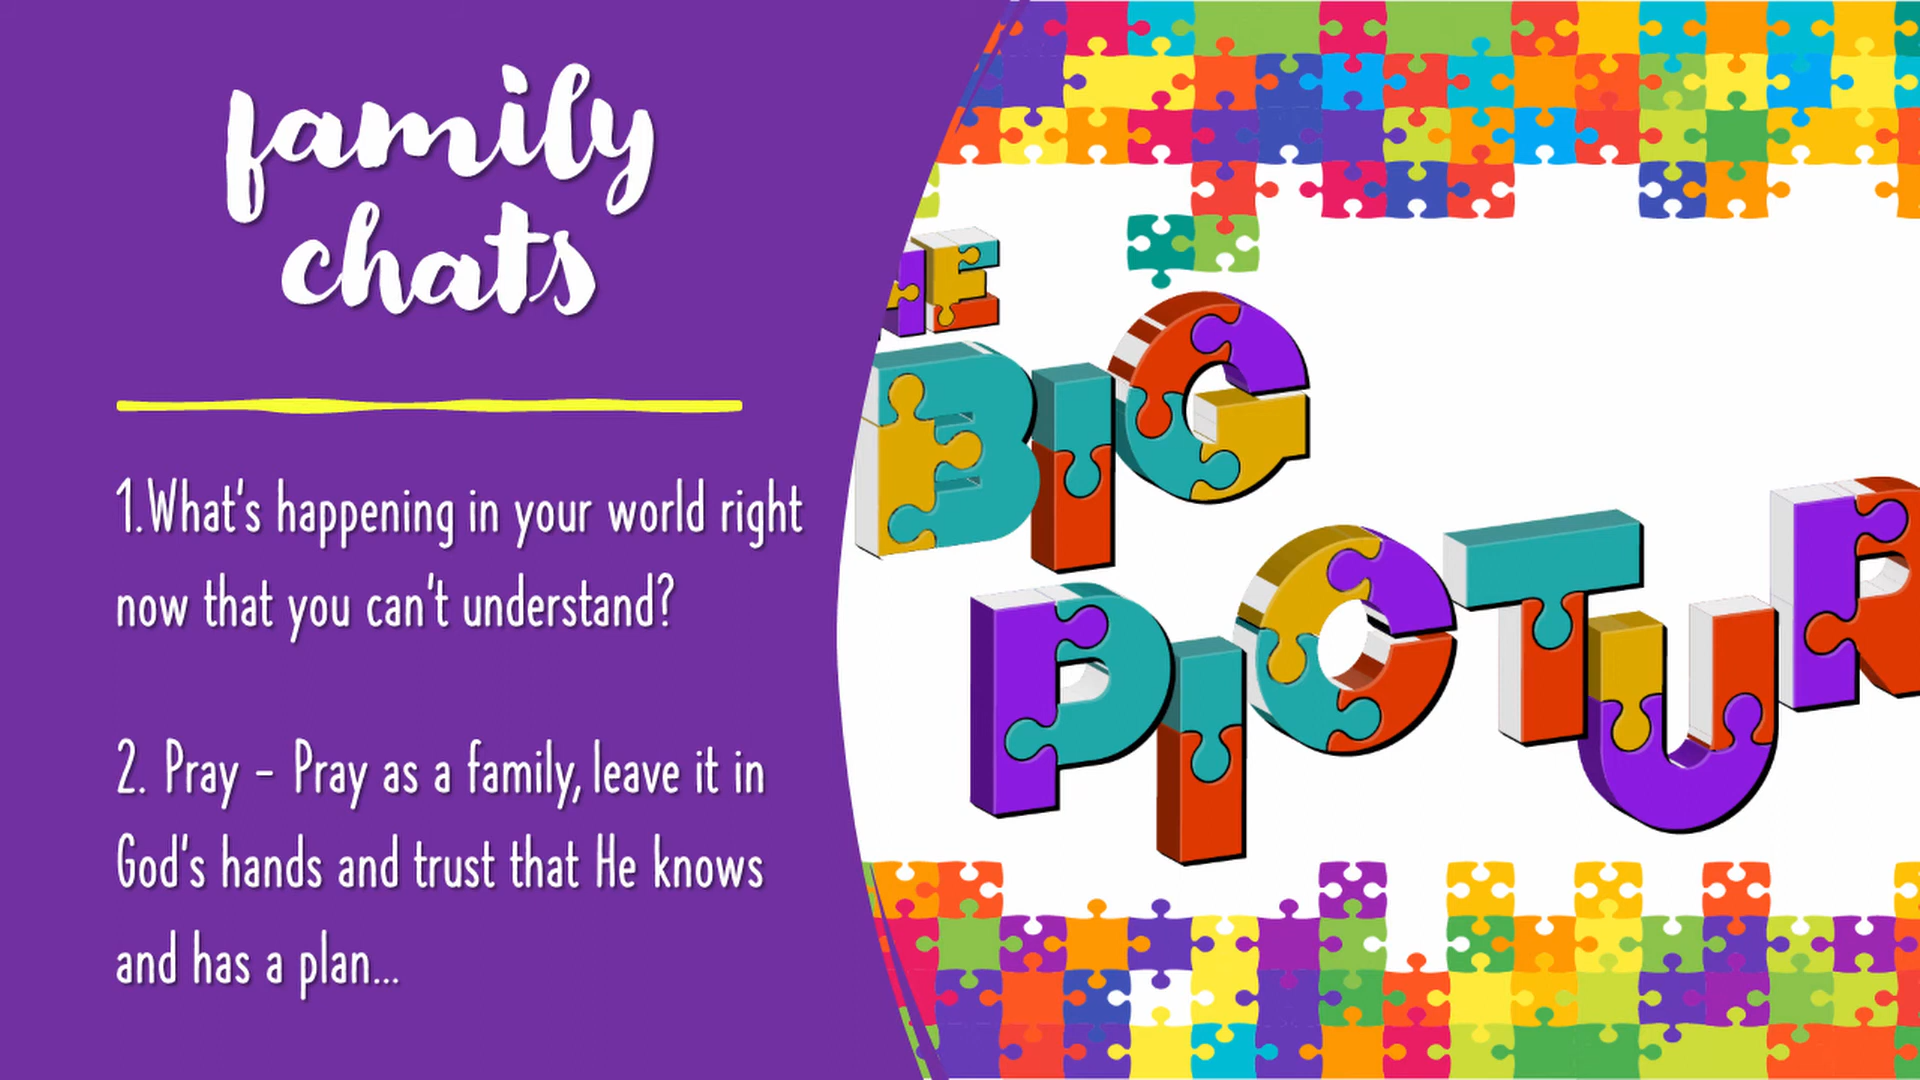 family
chats
1.What's happening in your world right
now that you can't understand?
2. Pray - Pray as a family, leave it in
God's hands and trust that He knows
and has a plan...
HE
BIG
PICTUR